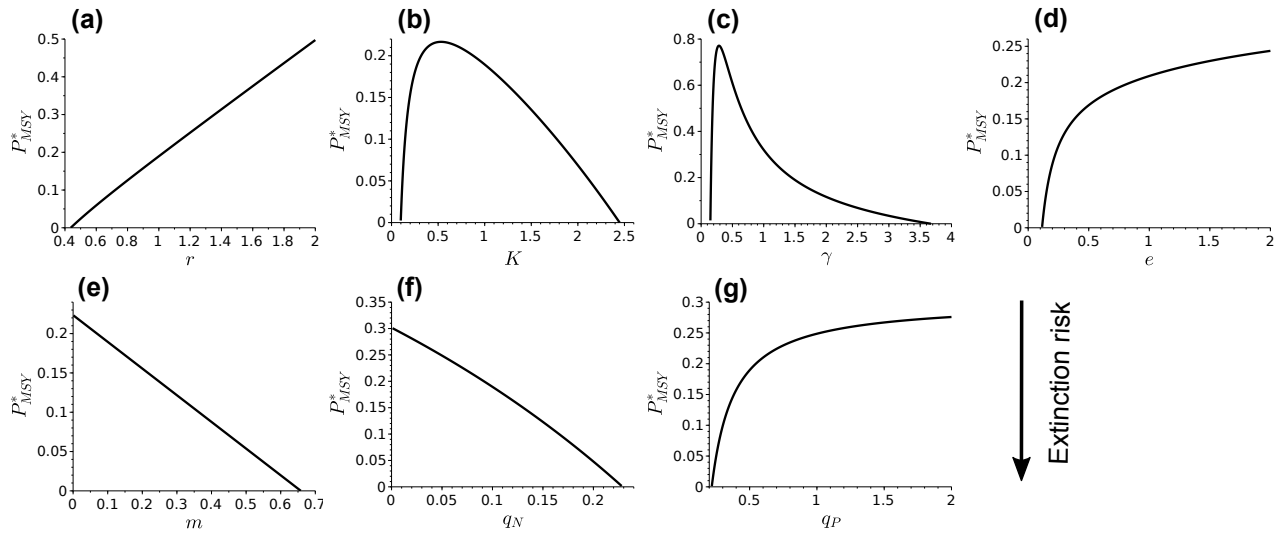 (a)
0.5
0.4
0.3
0.2
0.1
0
P*MSY
0.4 0.6 0.8 1 1.2 1.4 1.6 1.8 2
r
(b)
0.2
0.15
0.1
0.05
0
P*MSY
0 0.5 1 1.5 2 2.5
K
(c)
0.8
0.6
0.4
0.2
0
P*MSY
0 0.5 1 1.5 2 2.5 3 3.5 4
γ
(d)
0.25
0.2
0.15
0.1
0.05
0
P*MSY
0 0.5 1 1.5 2
e
(e)
0.2
0.15
0.1
0.05
0
P*MSY
0 0.1 0.2 0.3 0.4 0.5 0.6 0.7
m
(f)
0.35
0.3
0.25
0.2
0.15
0.1
0.05
0
P*MSY
0 0.05 0.1 0.15 0.2
qN
(g)
0.35
0.3
0.25
0.2
0.15
0.1
0.05
0
P*MSY
0.5 1 1.5 2
qP
Extinction risk